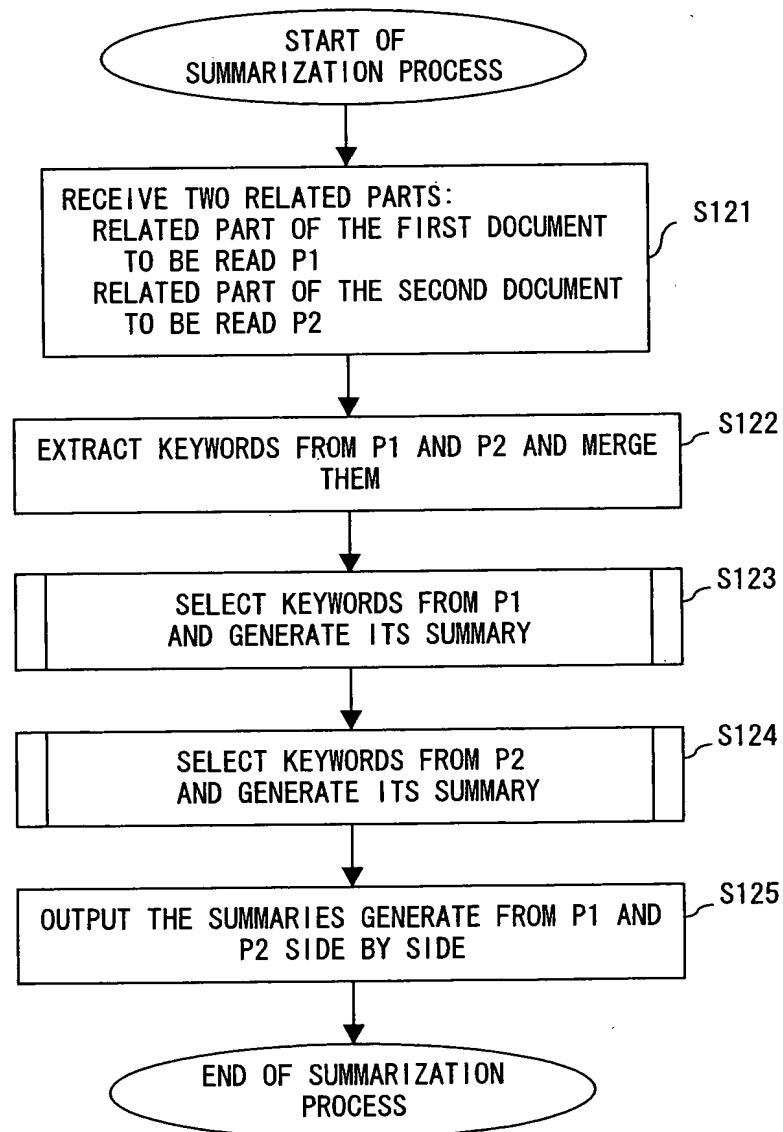 START OF
SUMMARIZATION PROCESS
RECEIVE TWO RELATED PARTS:
RELATED PART OF THE FIRST DOCUMENT
TO BE READ P1
RELATED PART OF THE SECOND DOCUMENT
TO BE READ P2
S121
EXTRACT KEYWORDS FROM P1 AND P2 AND MERGE
THEM
S122
SELECT KEYWORDS FROM P1
AND GENERATE ITS SUMMARY
S123
SELECT KEYWORDS FROM P2
AND GENERATE ITS SUMMARY
S124
OUTPUT THE SUMMARIES GENERATE FROM P1 AND
P2 SIDE BY SIDE
S125
END OF SUMMARIZATION
PROCESS